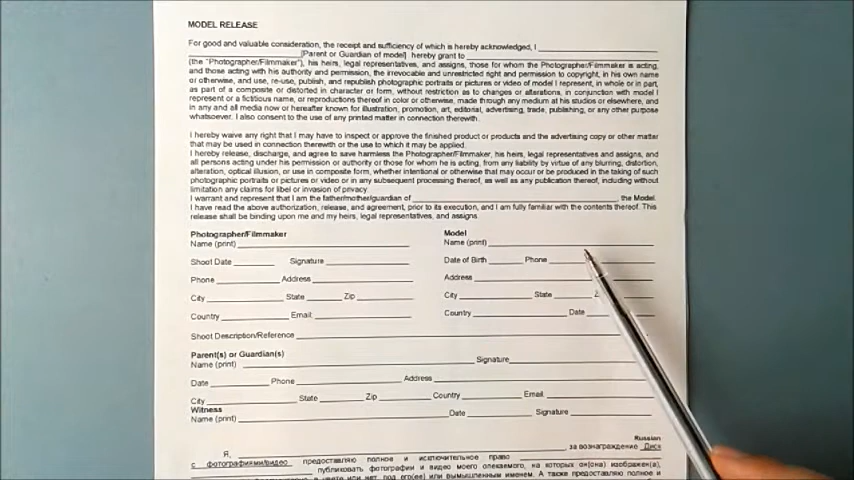 MODEL RELEASE
For good and valuable consideration, the receipt and sufficiency of which is hereby acknowledged, I
[Parent or Guardian of model] hereby grant to
(the "Photographer/Filmmaker"), his heirs, legal representatives, and assigns, those for whom the Photographer/Filmmaker is acting,
and those acting with his authority and permission, the irrevocable and unrestricted right and permission to copyright, in his own name
or otherwise, and use, re-use, publish, and republish photographic portraits or pictures or video of model I represent, in whole or in part,
as part of a composite or distorted in character or form, without restriction as to changes or alterations, in conjunction with model I
represent or a fictitious name, or reproductions thereof in color or otherwise, made through any medium at his studios or elsewhere, and
in any and all media now or hereafter known for illustration, promotion, art, editorial, advertising, trade, publishing, or any other purpose
whatsoever. I also consent to the use of any printed matter in connection therewith.
I hereby waive any right that I may have to inspect or approve the finished product or products and the advertising copy or other matter
that may be used in connection therewith or the use to which it may be applied.
I hereby release, discharge, and agree to save harmless the Photographer/Filmmaker, his heirs, legal representatives and assigns, and
all persons acting under his permission or authority or those for whom he is acting, from any liability by virtue of any blurring, distortion,
alteration, optical illusion, or use in composite form, whether intentional or otherwise that may occur or be produced in the taking of such
photographic portraits or pictures or video or in any subsequent processing thereof, as well as any publication thereof, including without
limitation any claims for libel or invasion of privacy
I warrant and represent that I am the father/mother/guardian of , the Model.
I have read the above authorization, release, and agreement, prior to its execution, and I am fully familiar with the contents thereof. This
release shall be binding upon me and my heirs, legal representatives, and assigns.
Photographer/Filmmaker Model
Name (print) Name (print)
Shoot Date Signature Date of Birth Phone
Phone Address Address
City State Zip City State
Country Email: Country Date
Shoot Description/Reference
Parent(s) or Guardian(s)
Name (print) Signature
Date Phone Address
City State Zip Country Email:
Witness
Name (print) Date Signature
Russian
Я, за вознаграждение
с фотографиями/видео предоставляю полное и исключительное право
публиковать фотографии и видео моего опекаемого, на которых он(она) изображен(а),